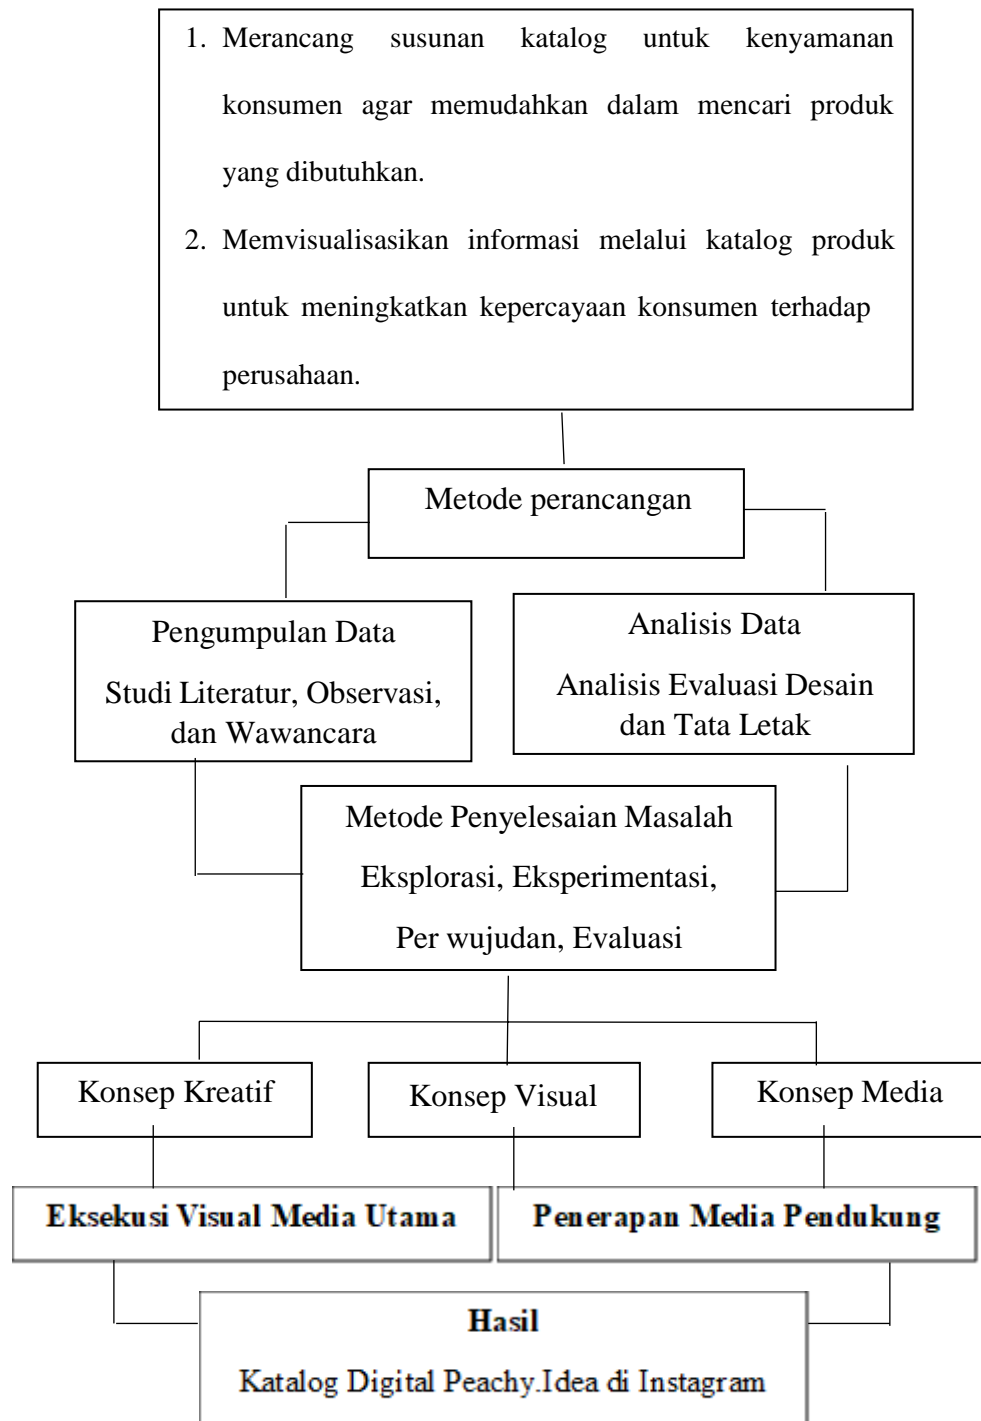 1. Merancang susunan katalog untuk kenyamanan
konsumen agar memudahkan dalam mencari produk
yang dibutuhkan.
2. Memvisualisasikan informasi melalui katalog produk
untuk meningkatkan kepercayaan konsumen terhadap
perusahaan.
Metode perancangan
Pengumpulan Data
Studi Literatur, Observasi,
dan Wawancara
Analisis Data
Analisis Evaluasi Desain
dan Tata Letak
Metode Penyelesaian Masalah
Eksplorasi, Eksperimentasi,
Per wujudan, Evaluasi
Konsep Kreatif
Konsep Visual
Konsep Media
Eksekusi Visual Media Utama
Penerapan Media Pendukung
Hasil
Katalog Digital Peachy.Idea di Instagram